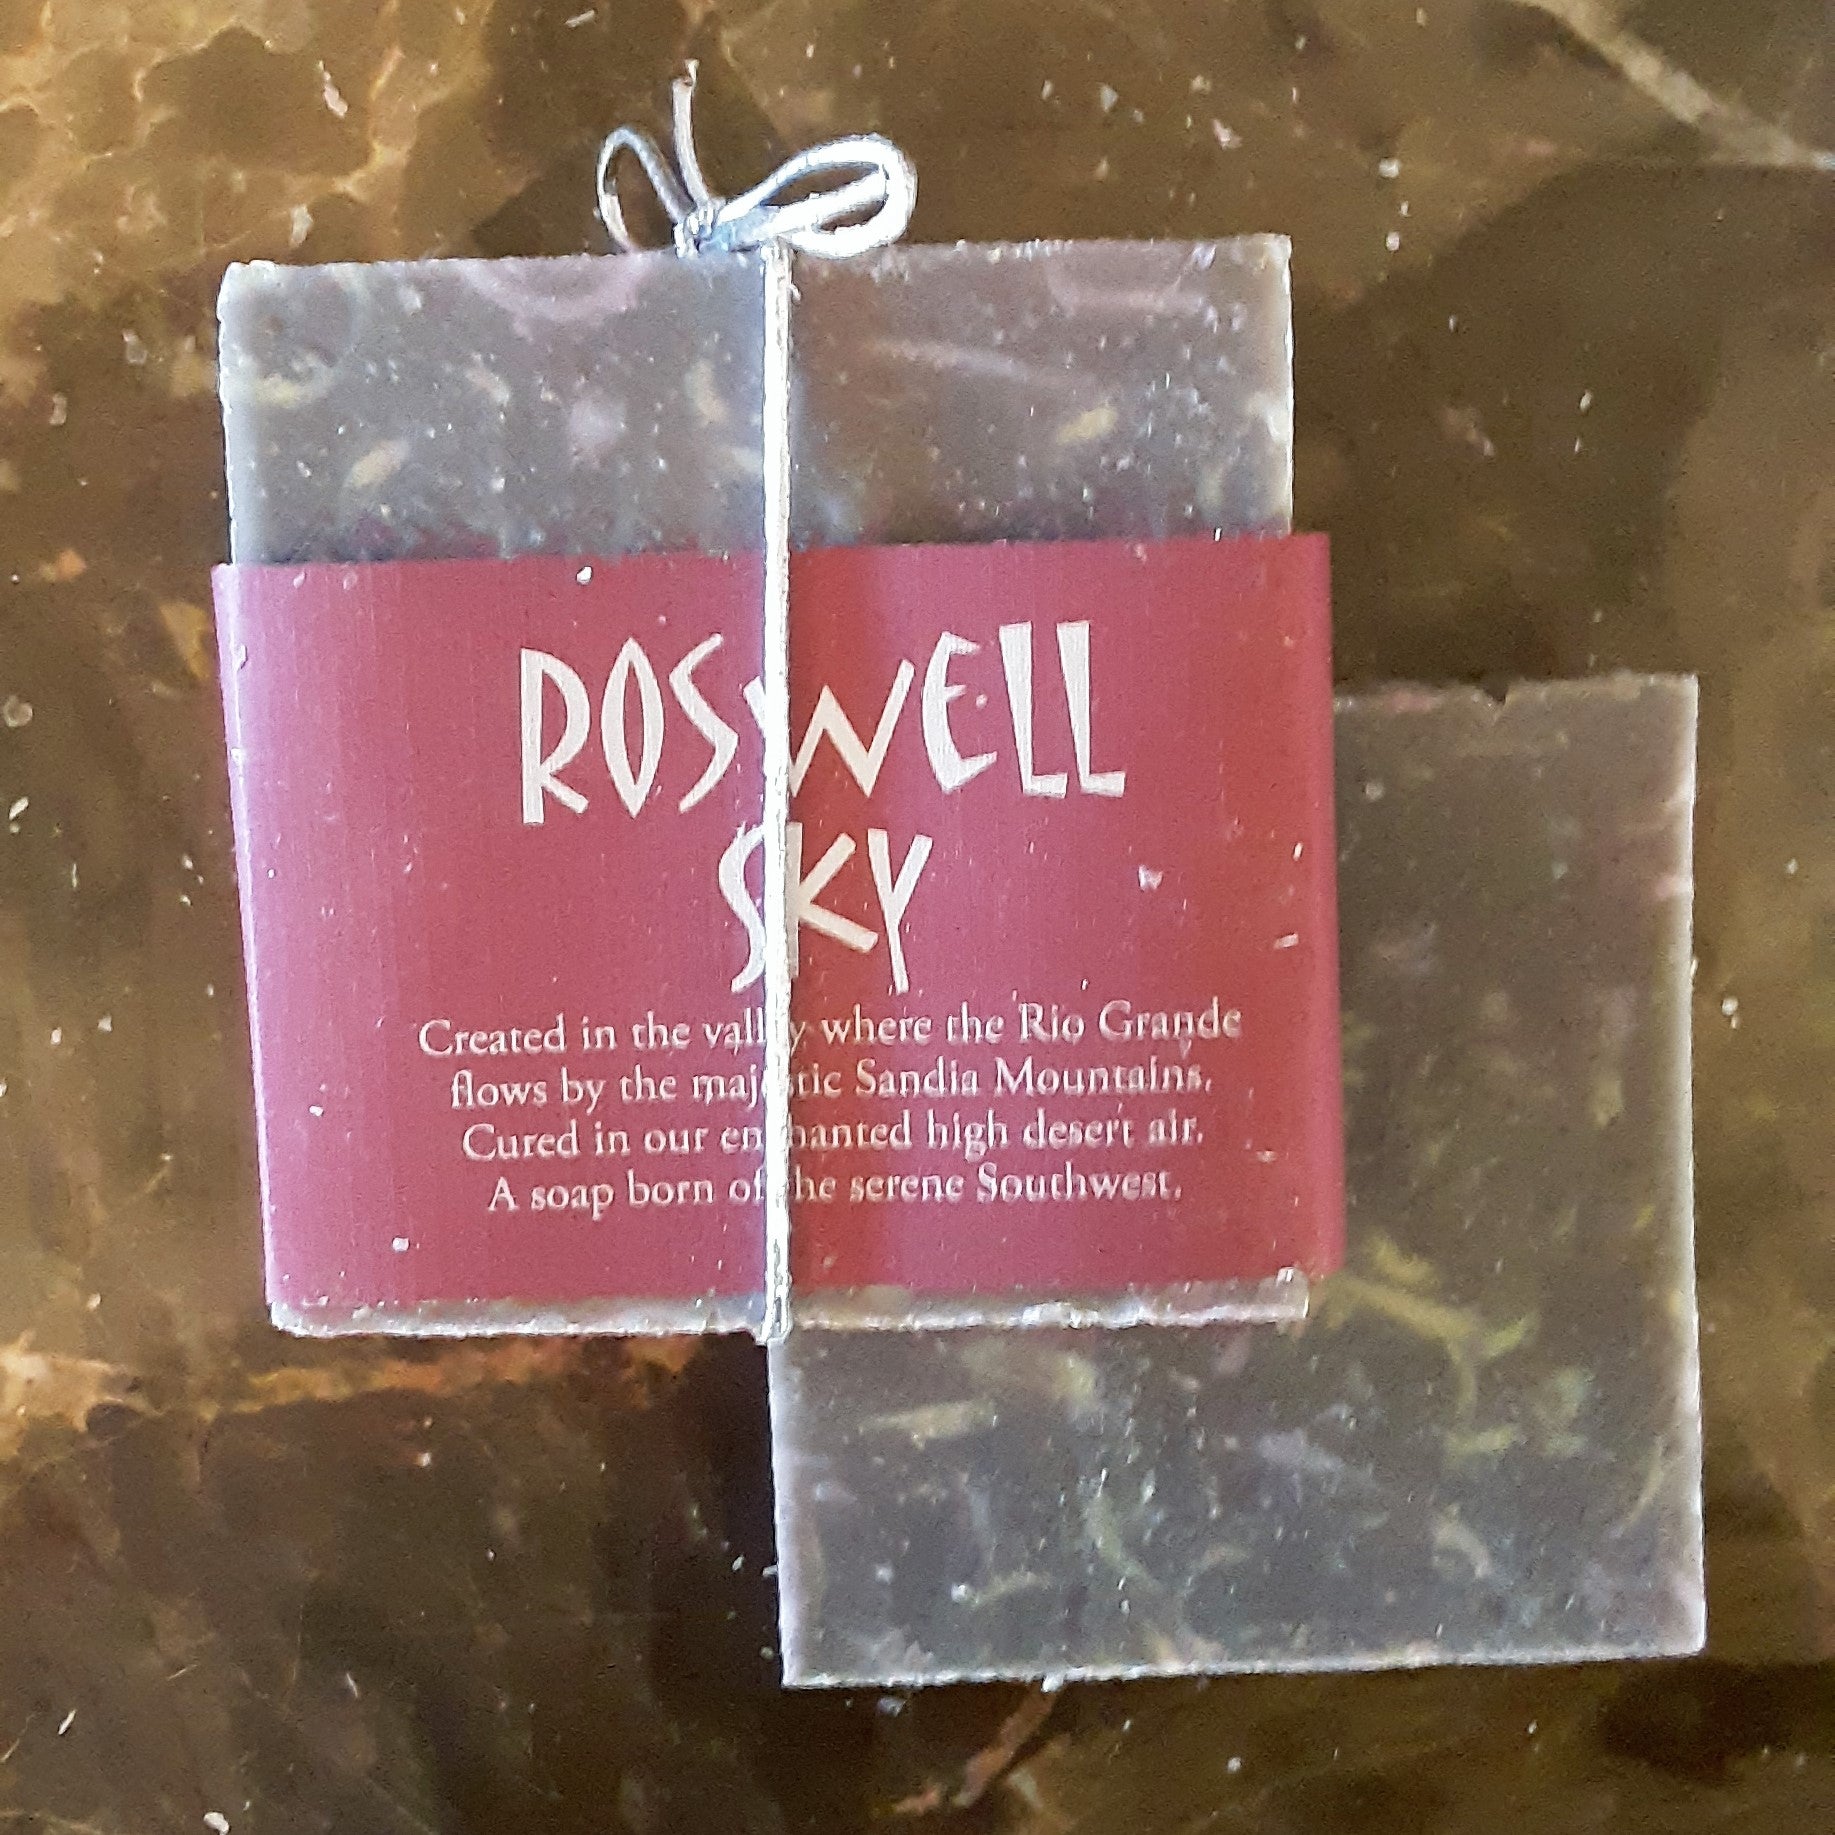 ROSWELL
SKY
Created in the valley where the Rio Grande
flows by the majestic Sandia Mountains.
Cured in our enchanted high desert air.
A soap born of the serene Southwest.